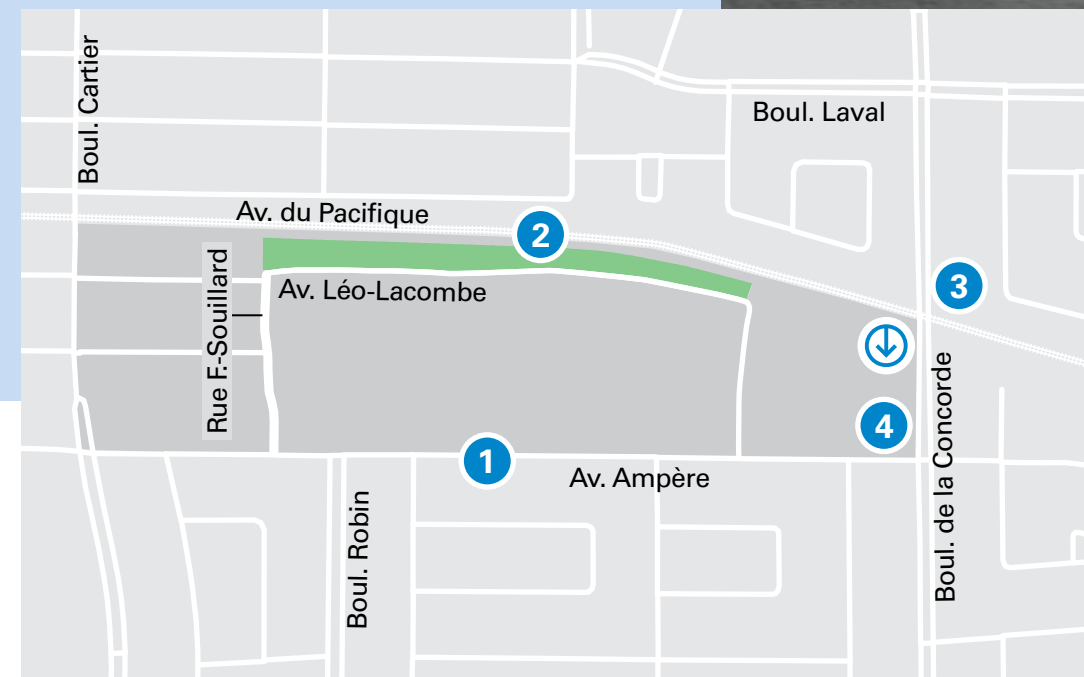 Boul. Cartier
Boul. Laval
Av. du Pacifique
2
3
Rue F.-Souillard
Av. Léo-Lacombe
4
Boul. de la Concorde
1
Av. Ampère
Boul. Robin